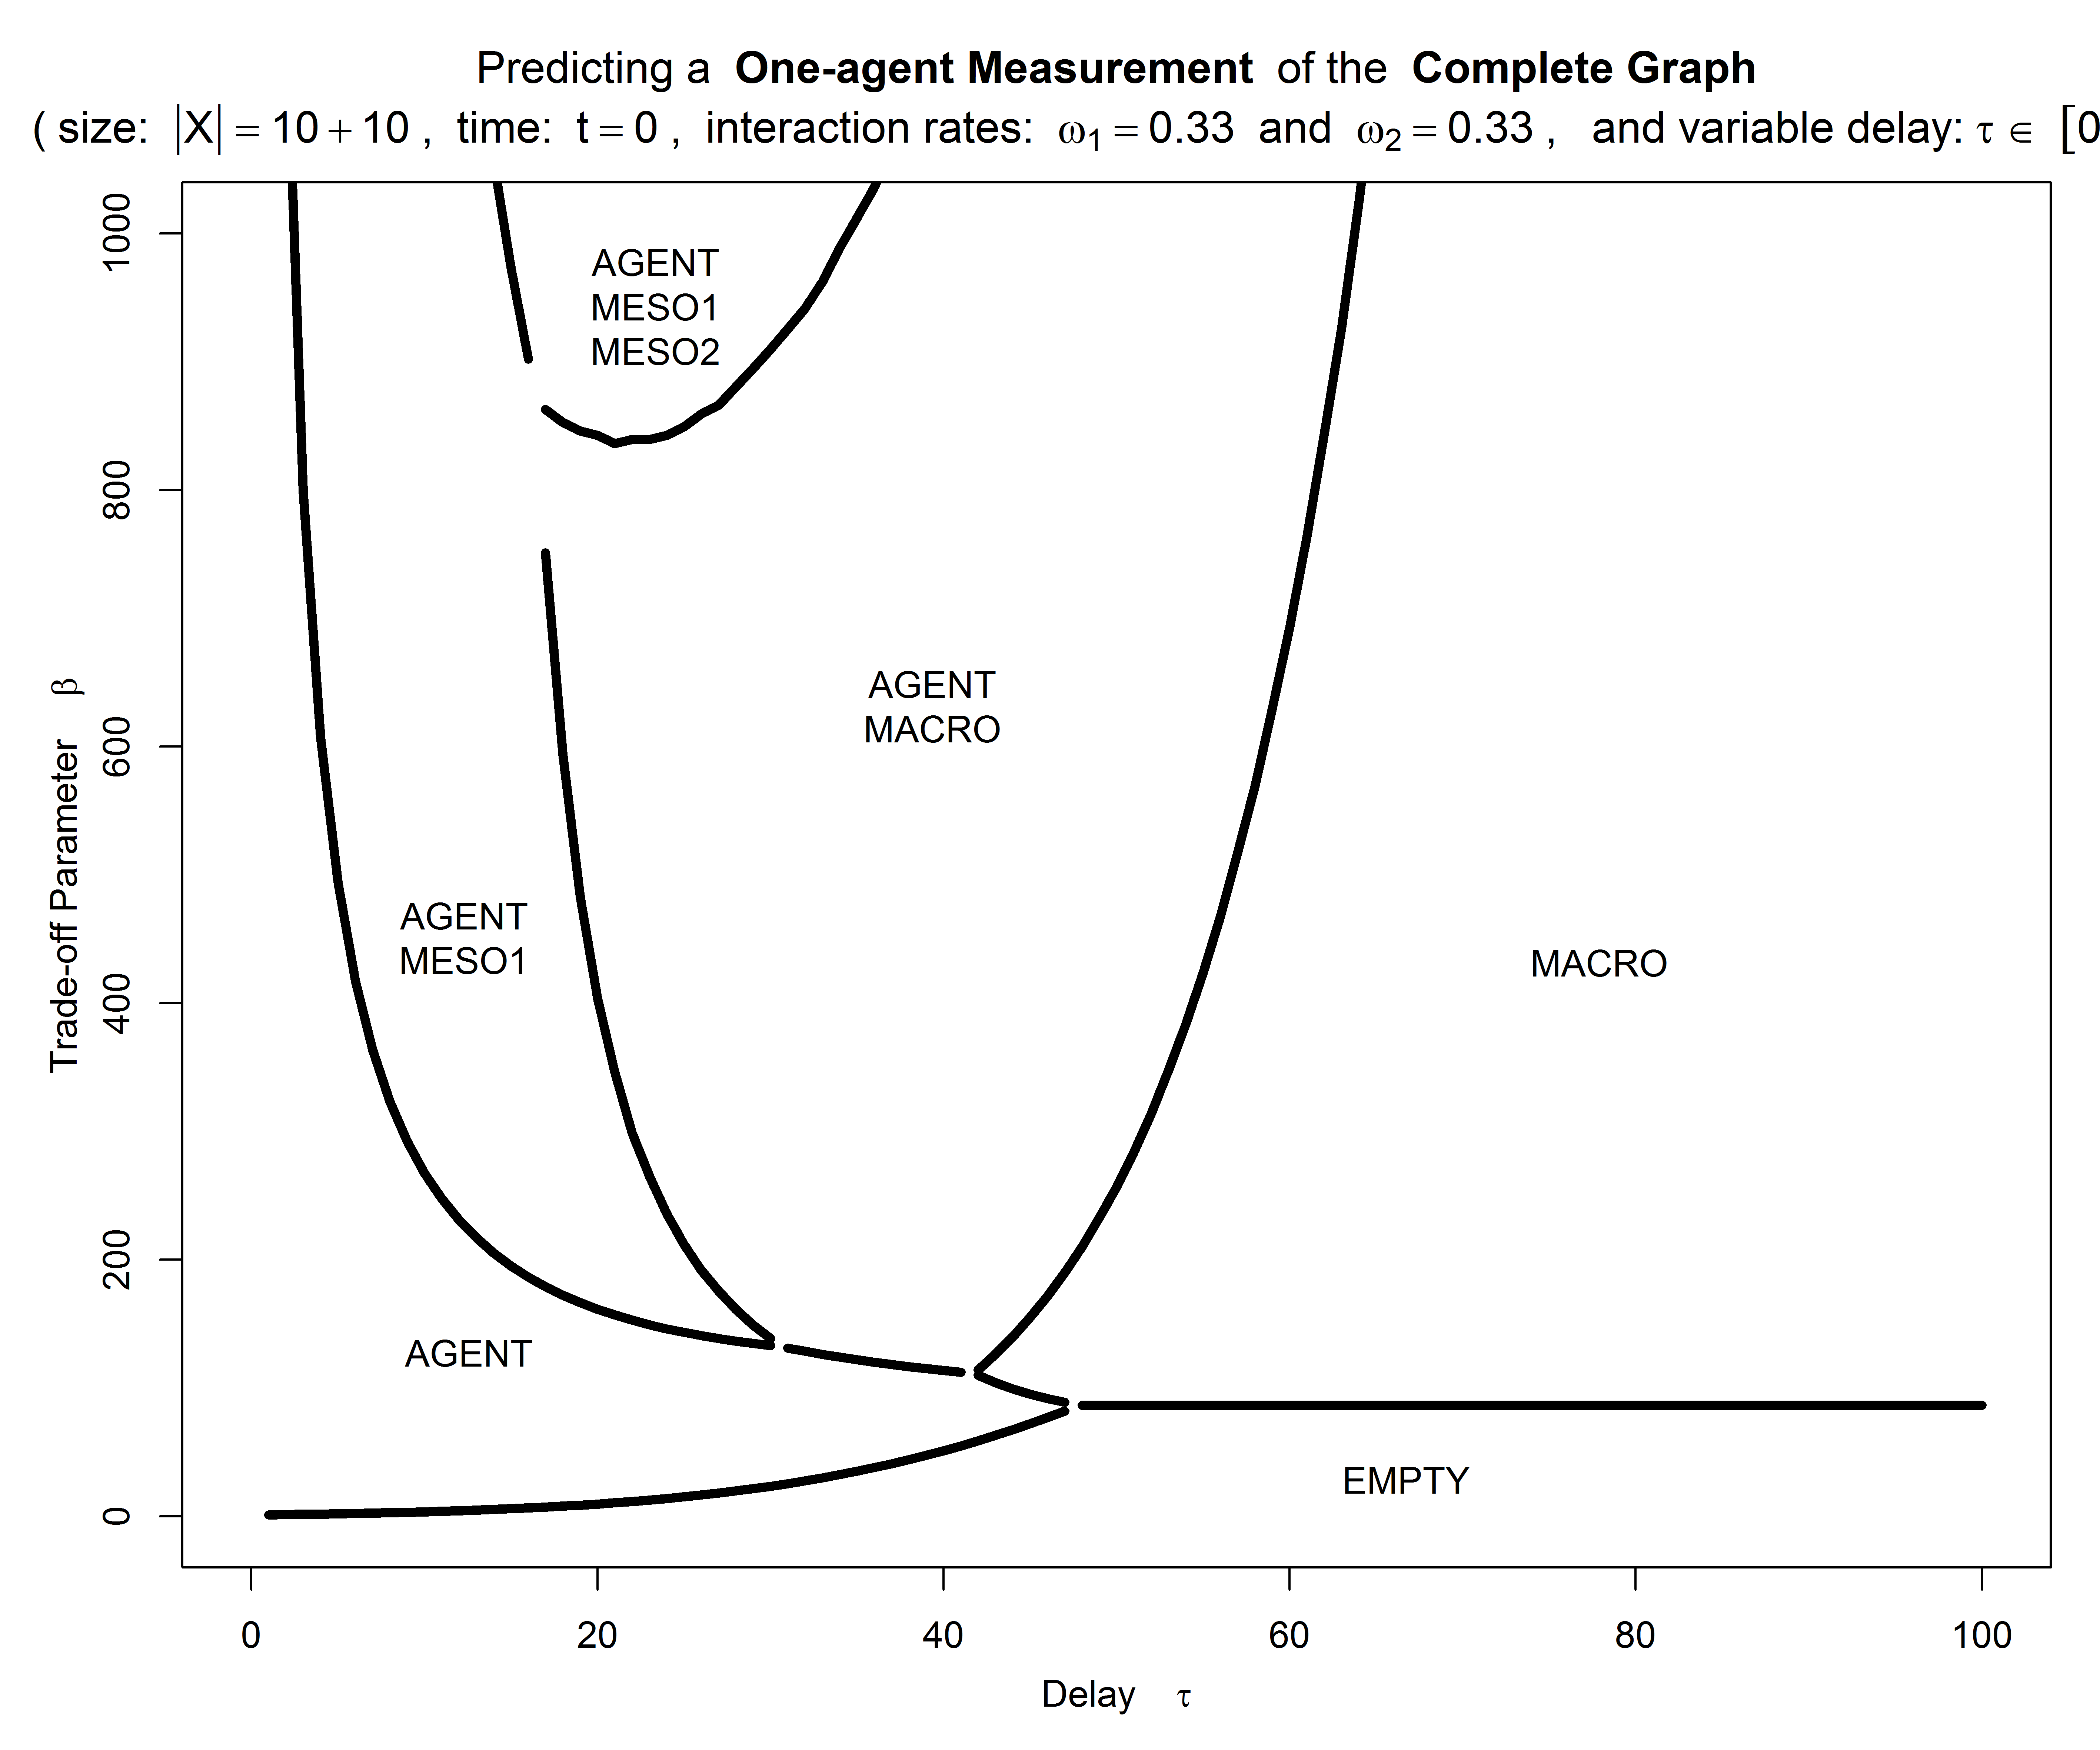 Predicting a One-agent Measurement of the Complete Graph
( size: |X| = 10 + 10 , time: t = 0 , interaction rates: ω1 = 0.33 and ω2 = 0.33 , and variable delay: τ ∈ [0
1000
800
600
400
200
0
Trade-off Parameter β
AGENT
MESO1
MESO2
AGENT
MACRO
AGENT
MESO1
MACRO
AGENT
EMPTY
0 20 40 60 80 100
Delay τ